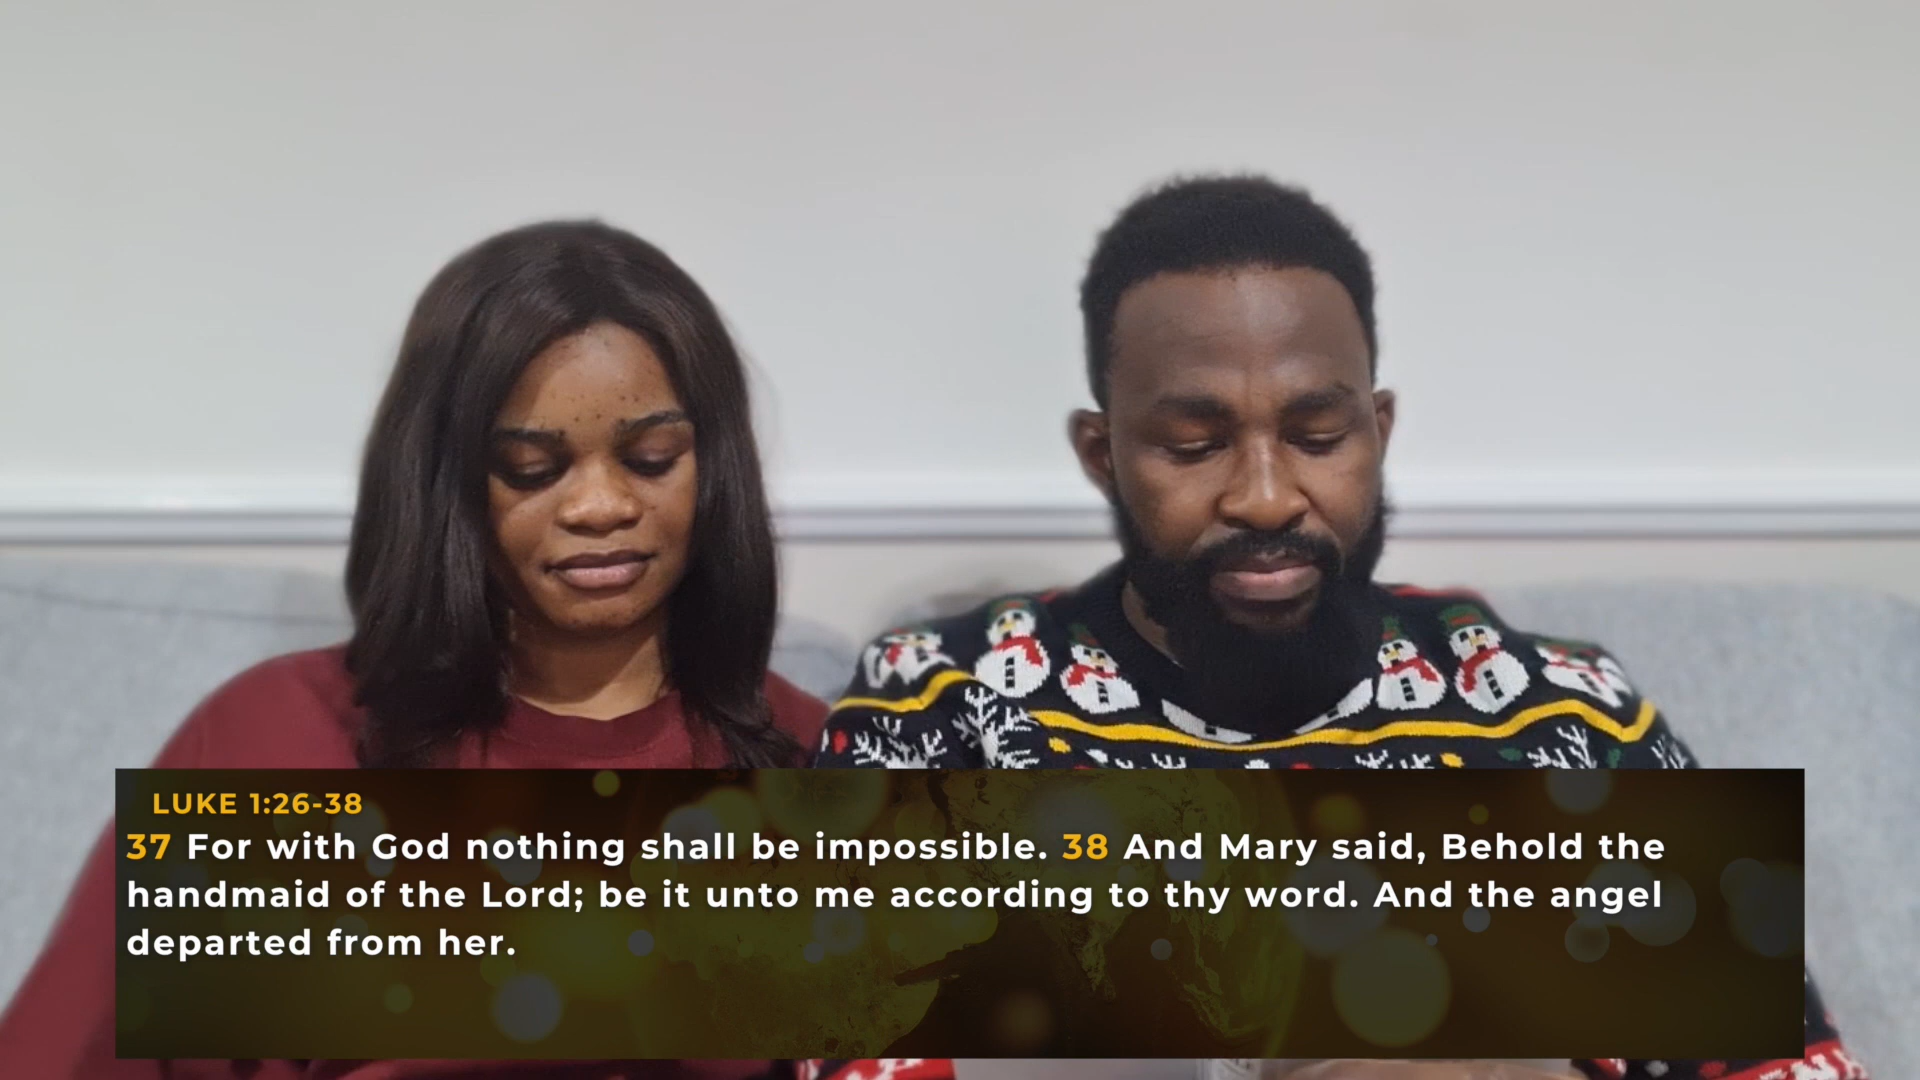 LUKE 1:26-38
37 For with God nothing shall be impossible. 38 And Mary said, Behold the
handmaid of the Lord; be it unto me according to thy word. And the angel
departed from her.